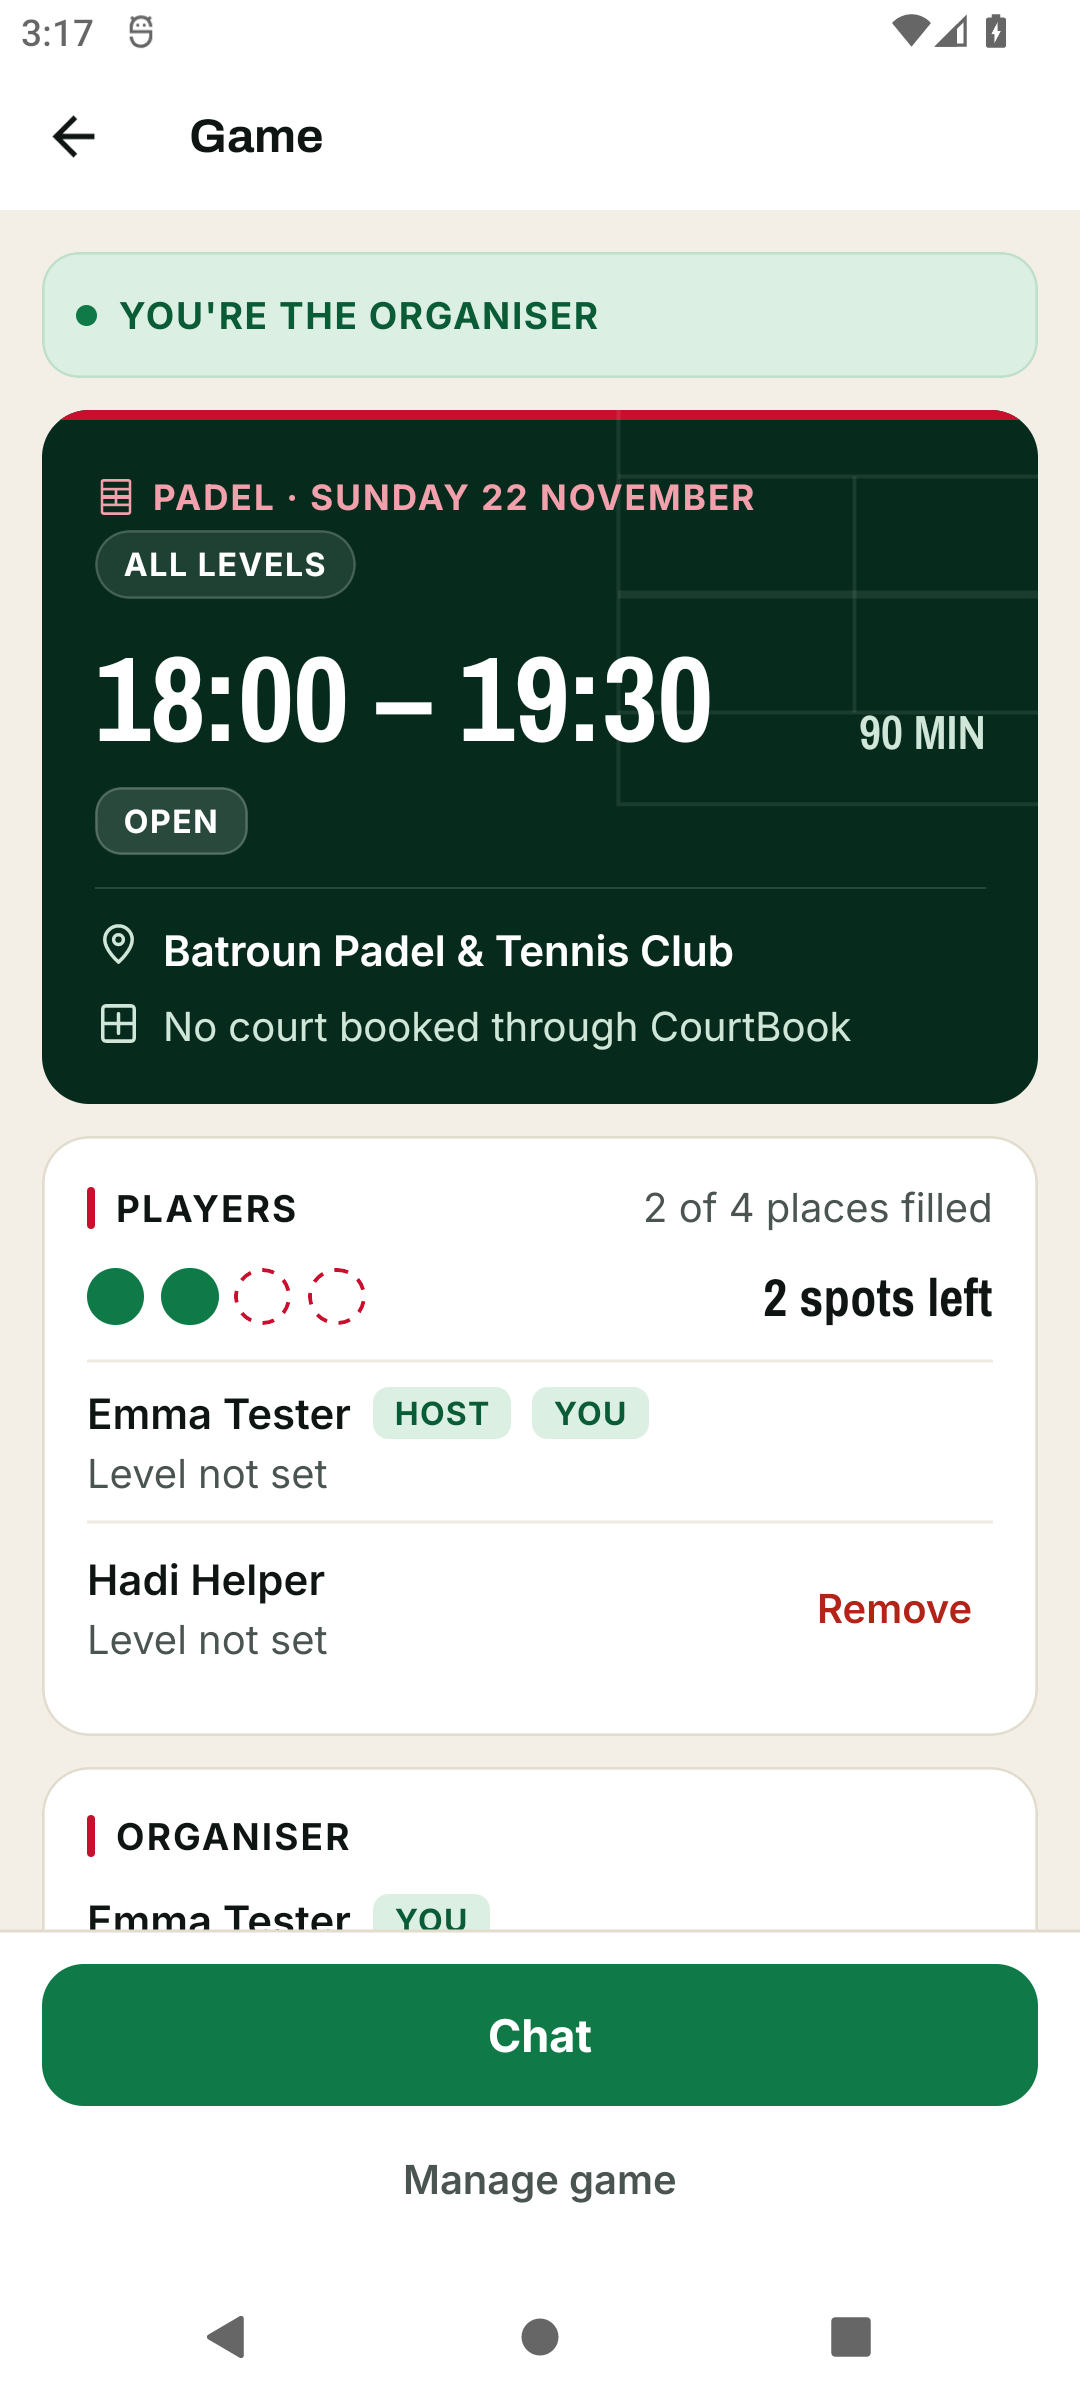 3:17
Game
YOU'RE THE ORGANISER
PADEL · SUNDAY 22 NOVEMBER
ALL LEVELS
18:00 – 19:30
90 MIN
OPEN
Batroun Padel & Tennis Club
No court booked through CourtBook
PLAYERS
2 of 4 places filled
2 spots left
Emma Tester HOST YOU
Level not set
Hadi Helper
Level not set
Remove
ORGANISER
Emma Tester YOU
Chat
Manage game